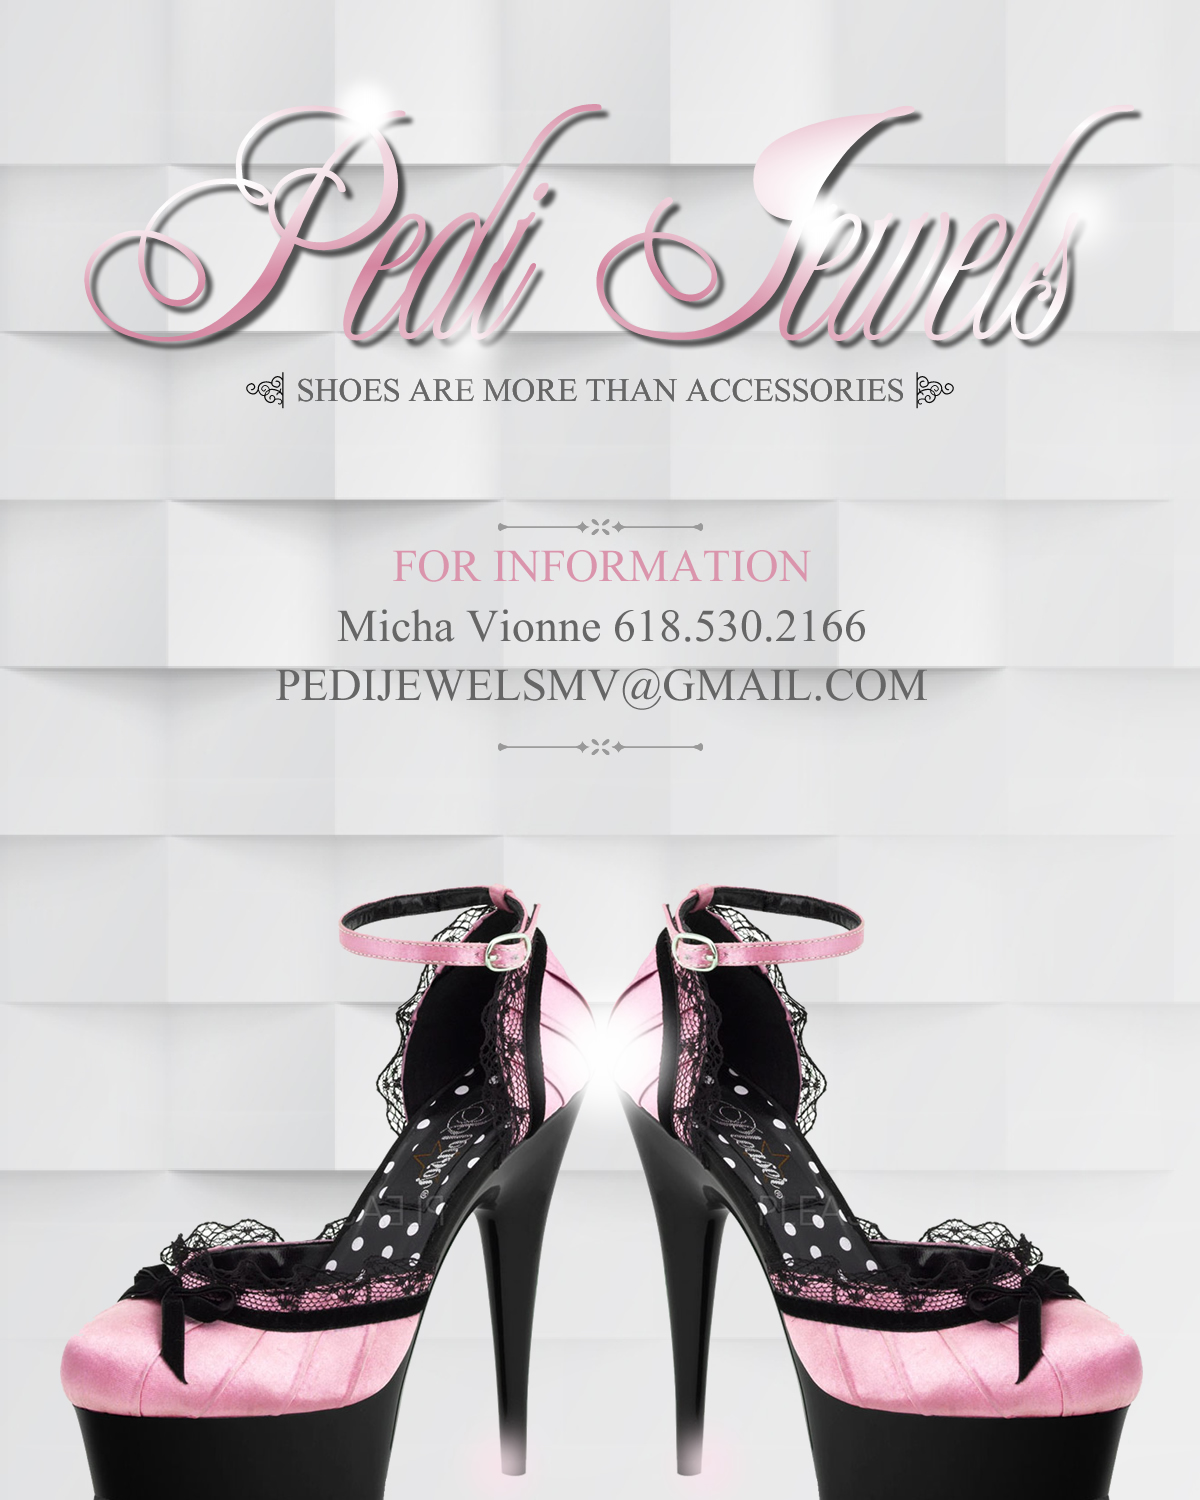 Pedi Jewels
SHOES ARE MORE THAN ACCESSORIES
FOR INFORMATION
Micha Vionne 618.530.2166
PEDIJEWELSMV@GMAIL.COM